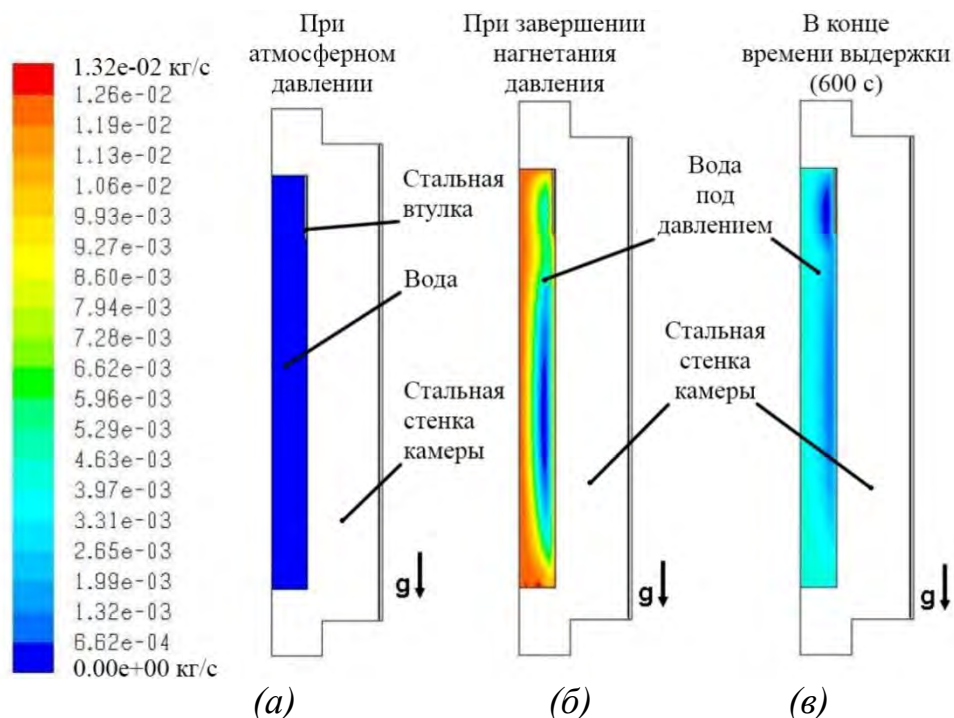 При
атмосферном
давлении
При завершении
нагнетания
давления
В конце
времени выдержки
(600 с)
1.32e-02 кг/с
1.26e-02
1.19e-02
1.13e-02
1.06e-02
9.93e-03
9.27e-03
8.60e-03
7.94e-03
7.28e-03
6.62e-03
5.96e-03
5.29e-03
4.63e-03
3.97e-03
3.31e-03
2.65e-03
1.99e-03
1.32e-03
6.62e-04
0.00e+00 кг/с
Стальная
втулка
Вода
Стальная
стенка
камеры
g
Вода
под
давлением
Стальная
стенка
камеры
g
g
(а)
(б)
(в)